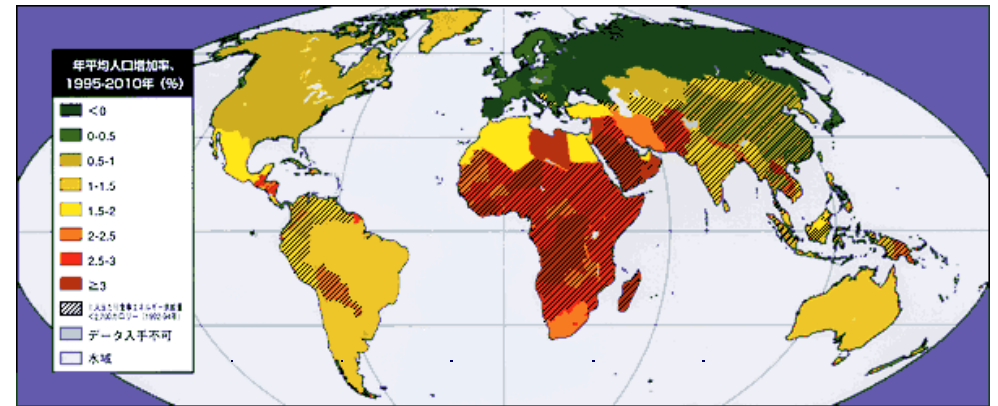 年平均人口増加率、
1995-2010年 (%)
<0
0-0.5
0.5-1
1-1.5
1.5-2
2-2.5
2.5-3
≥3
データ入手不可
水域